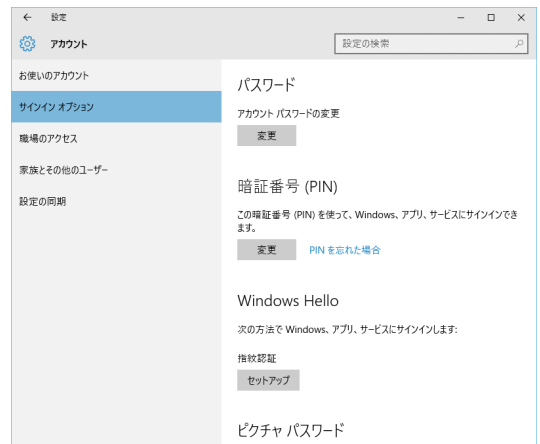 設定
アカウント
設定の検索
お使いのアカウント
サインイン オプション
職場のアクセス
家族とその他のユーザー
設定の同期
パスワード
アカウント パスワードの変更
変更
暗証番号 (PIN)
この暗証番号 (PIN) を使って、Windows、アプリ、サービスにサインインでき
ます。
変更 PIN を忘れた場合
Windows Hello
次の方法で Windows、アプリ、サービスにサインインします:
指紋認証
セットアップ
ピクチャ パスワード